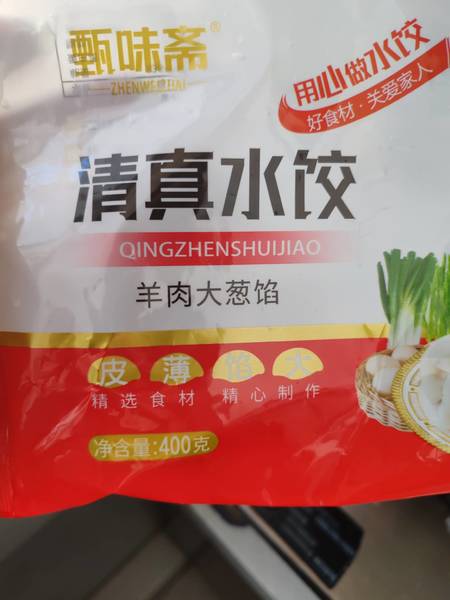 甄味斋®
ZHENWEIZHAI
用心做水饺
好食材·关爱家人
清真水饺
QINGZHENSHUIJIAO
羊肉大葱馅
皮薄馅大
精选食材 精心制作
净含量:400克